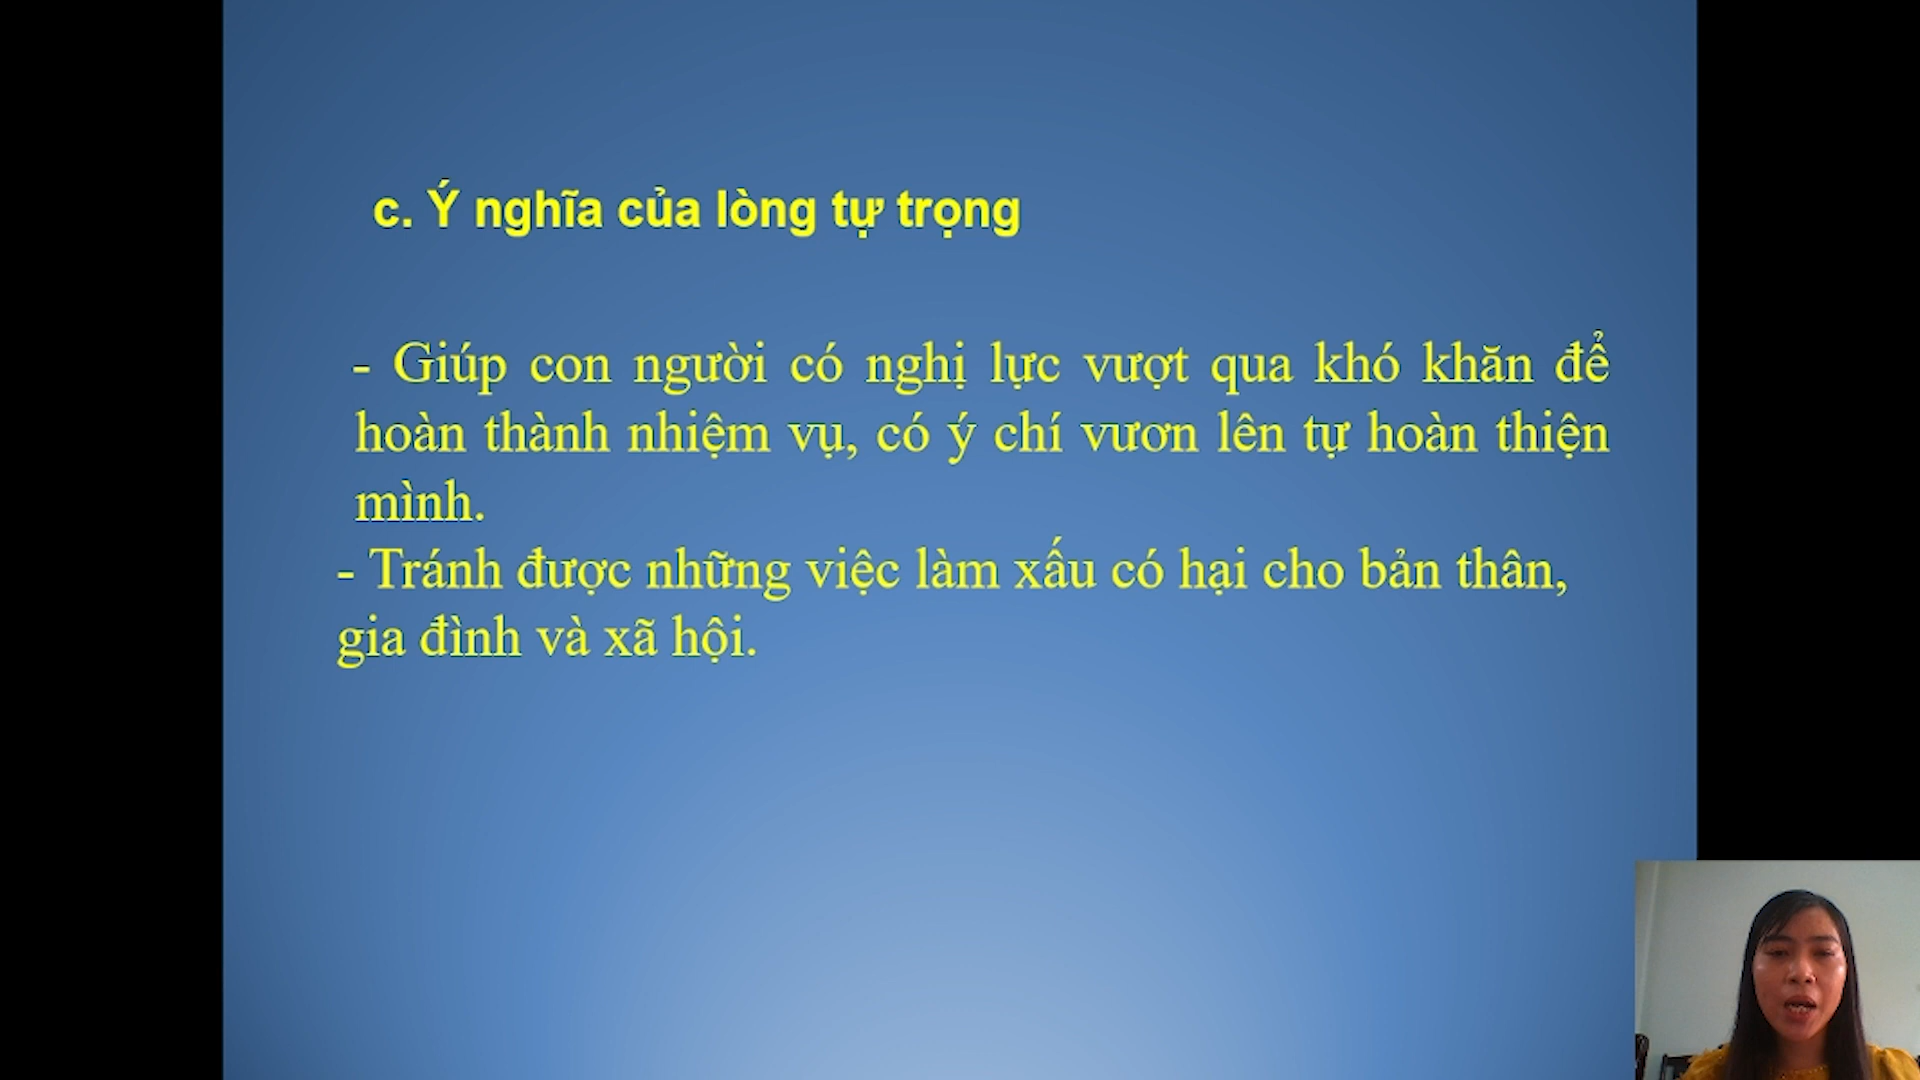 c. Ý nghĩa của lòng tự trọng
- Giúp con người có nghị lực vượt qua khó khăn để
hoàn thành nhiệm vụ, có ý chí vươn lên tự hoàn thiện
mình.
- Tránh được những việc làm xấu có hại cho bản thân,
gia đình và xã hội.